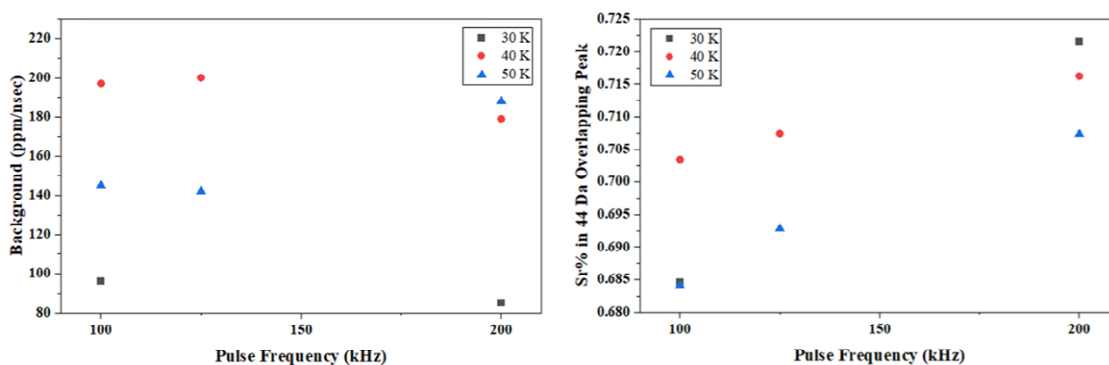 Background (ppm/nsec)
220
200
180
160
140
120
100
80
100
150
200
Pulse Frequency (kHz)
30 K
40 K
50 K
Sr% in 44 Da Overlapping Peak
0.725
0.720
0.715
0.710
0.705
0.700
0.695
0.690
0.685
0.680
100
150
200
Pulse Frequency (kHz)
30 K
40 K
50 K